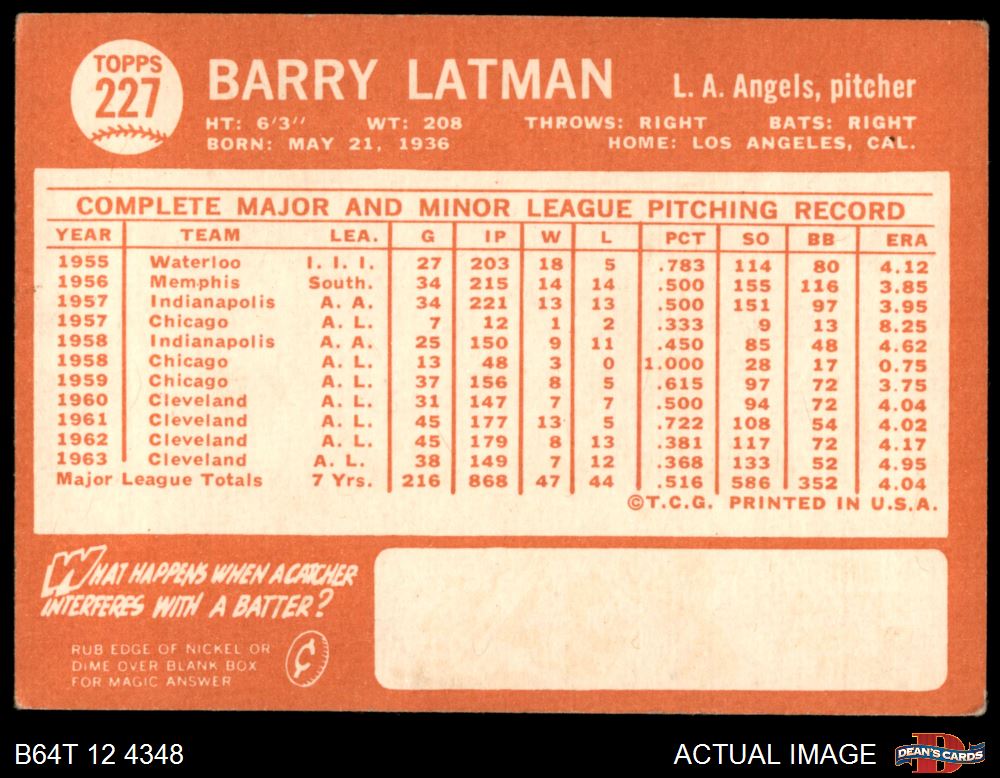 TOPPS
227
BARRY LATMAN
L. A. Angels, pitcher
HT: 6'3" WT: 208 THROWS: RIGHT BATS: RIGHT
BORN: MAY 21, 1936 HOME: LOS ANGELES, CAL.
COMPLETE MAJOR AND MINOR LEAGUE PITCHING RECORD
YEAR TEAM LEA. G IP W L PCT SO BB ERA
1955 Waterloo I. I. I. 27 203 18 5 .783 114 80 4.12
1956 Memphis South. 34 215 14 14 .500 155 116 3.85
1957 Indianapolis A. A. 34 221 13 13 .500 151 97 3.95
1957 Chicago A. L. 7 12 1 2 .333 9 13 8.25
1958 Indianapolis A. A. 25 150 9 11 .450 85 48 4.62
1958 Chicago A. L. 13 48 3 0 1.000 28 17 0.75
1959 Chicago A. L. 37 156 8 5 .615 97 72 3.75
1960 Cleveland A. L. 31 147 7 7 .500 94 72 4.04
1961 Cleveland A. L. 45 177 13 5 .722 108 54 4.02
1962 Cleveland A. L. 45 179 8 13 .381 117 72 4.17
1963 Cleveland A. L. 38 149 7 12 .368 133 52 4.95
Major League Totals 7 Yrs. 216 868 47 44 .516 586 352 4.04
©T.C.G. PRINTED IN U.S.A.
WHAT HAPPENS WHEN A CATCHER
INTERFERES WITH A BATTER?
RUB EDGE OF NICKEL OR
DIME OVER BLANK BOX
FOR MAGIC ANSWER
¢
B64T 12 4348
ACTUAL IMAGE
DEAN'S CARDS